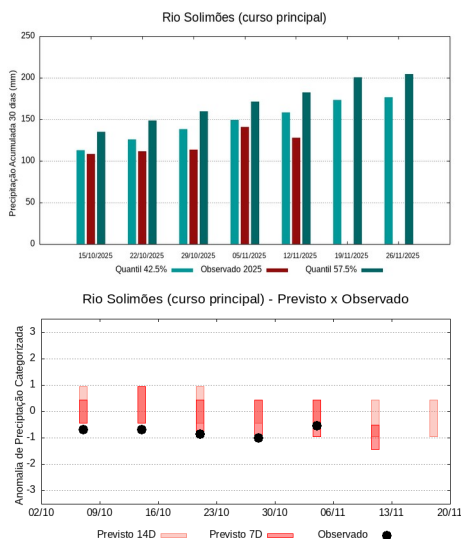 Rio Solimões (curso principal)
Precipitação Acumulada 30 dias (mm)
250
200
150
100
50
0
15/10/2025 22/10/2025 29/10/2025 05/11/2025 12/11/2025 19/11/2025 26/11/2025
Quantil 42.5% Observado 2025 Quantil 57.5%
Rio Solimões (curso principal) - Previsto x Observado
Anomalia de Precipitação Categorizada
3
2
1
0
-1
-2
-3
02/10 09/10 16/10 23/10 30/10 06/11 13/11 20/11
Previsto 14D Previsto 7D Observado